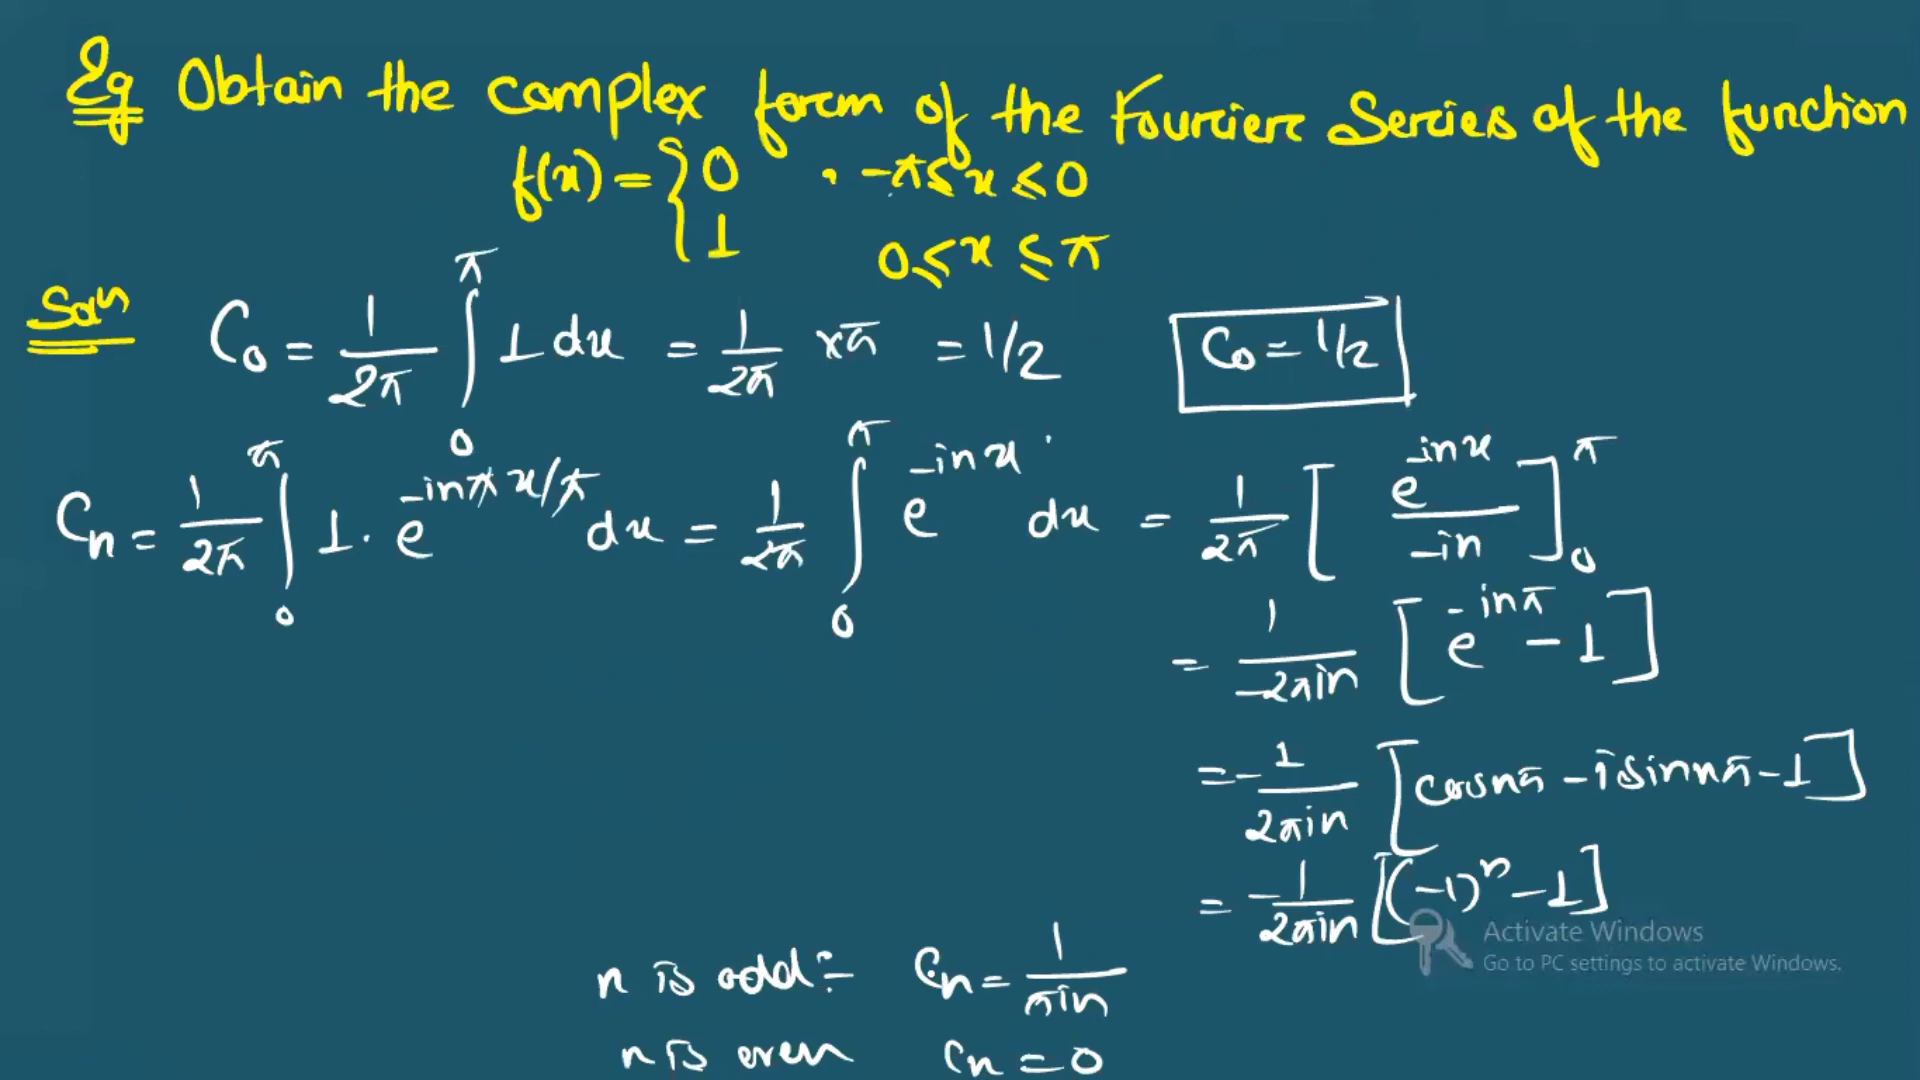 Eg Obtain the complex form of the Fourier Series of the function
f(x) = { 0 , -π ≤ x ≤ 0
1 0 ≤ x ≤ π
Soln C₀ = 1/2π ∫₀^π 1 dx = 1/2π × π = 1/2 C₀ = 1/2
Cₙ = 1/2π ∫₀^π 1. e^(-inπx/π) dx = 1/2π ∫₀^π e^(-inx) dx = 1/2π [ e^(-inx) / -in ]₀^π
= 1/-2πin [ e^(-inπ) - 1 ]
= - 1/2πin [ cosnπ - isinnπ - 1 ]
= -1/2πin [ (-1)^n - 1 ]
Activate Windows
Go to PC settings to activate Windows.
n is odd :- Cₙ = 1/πin
n is even Cₙ = 0